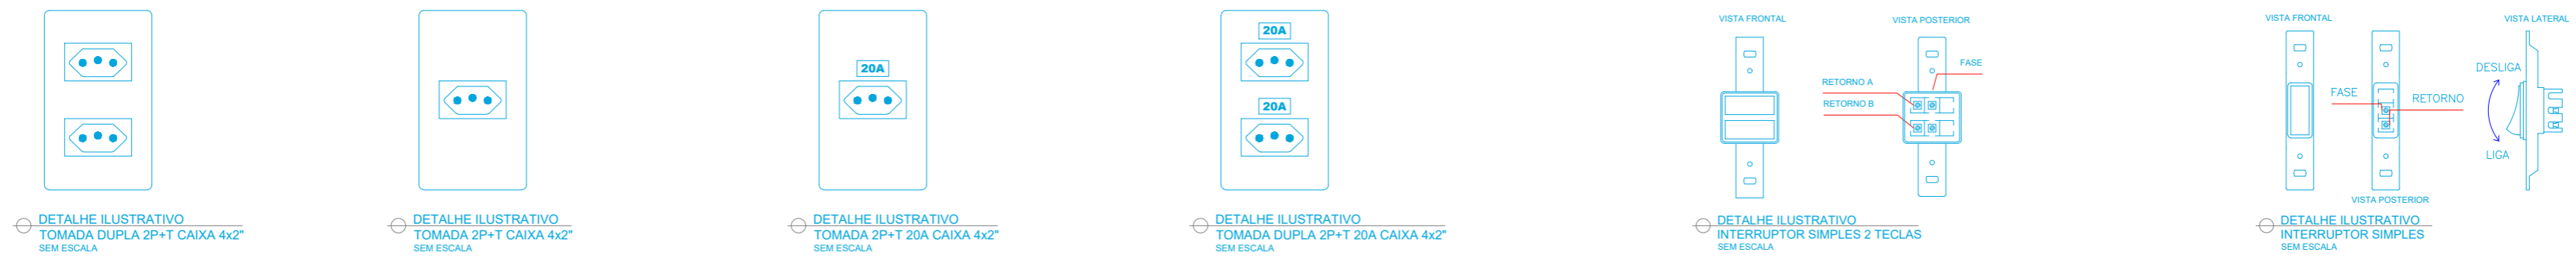 DETALHE ILUSTRATIVO
TOMADA DUPLA 2P+T CAIXA 4x2"
SEM ESCALA
DETALHE ILUSTRATIVO
TOMADA 2P+T CAIXA 4x2"
SEM ESCALA
20A
DETALHE ILUSTRATIVO
TOMADA 2P+T 20A CAIXA 4x2"
SEM ESCALA
20A
20A
DETALHE ILUSTRATIVO
TOMADA DUPLA 2P+T 20A CAIXA 4x2"
SEM ESCALA
VISTA FRONTAL
VISTA POSTERIOR
FASE
RETORNO A
RETORNO B
DETALHE ILUSTRATIVO
INTERRUPTOR SIMPLES 2 TECLAS
SEM ESCALA
VISTA FRONTAL
VISTA LATERAL
DESLIGA
FASE
RETORNO
LIGA
VISTA POSTERIOR
DETALHE ILUSTRATIVO
INTERRUPTOR SIMPLES
SEM ESCALA